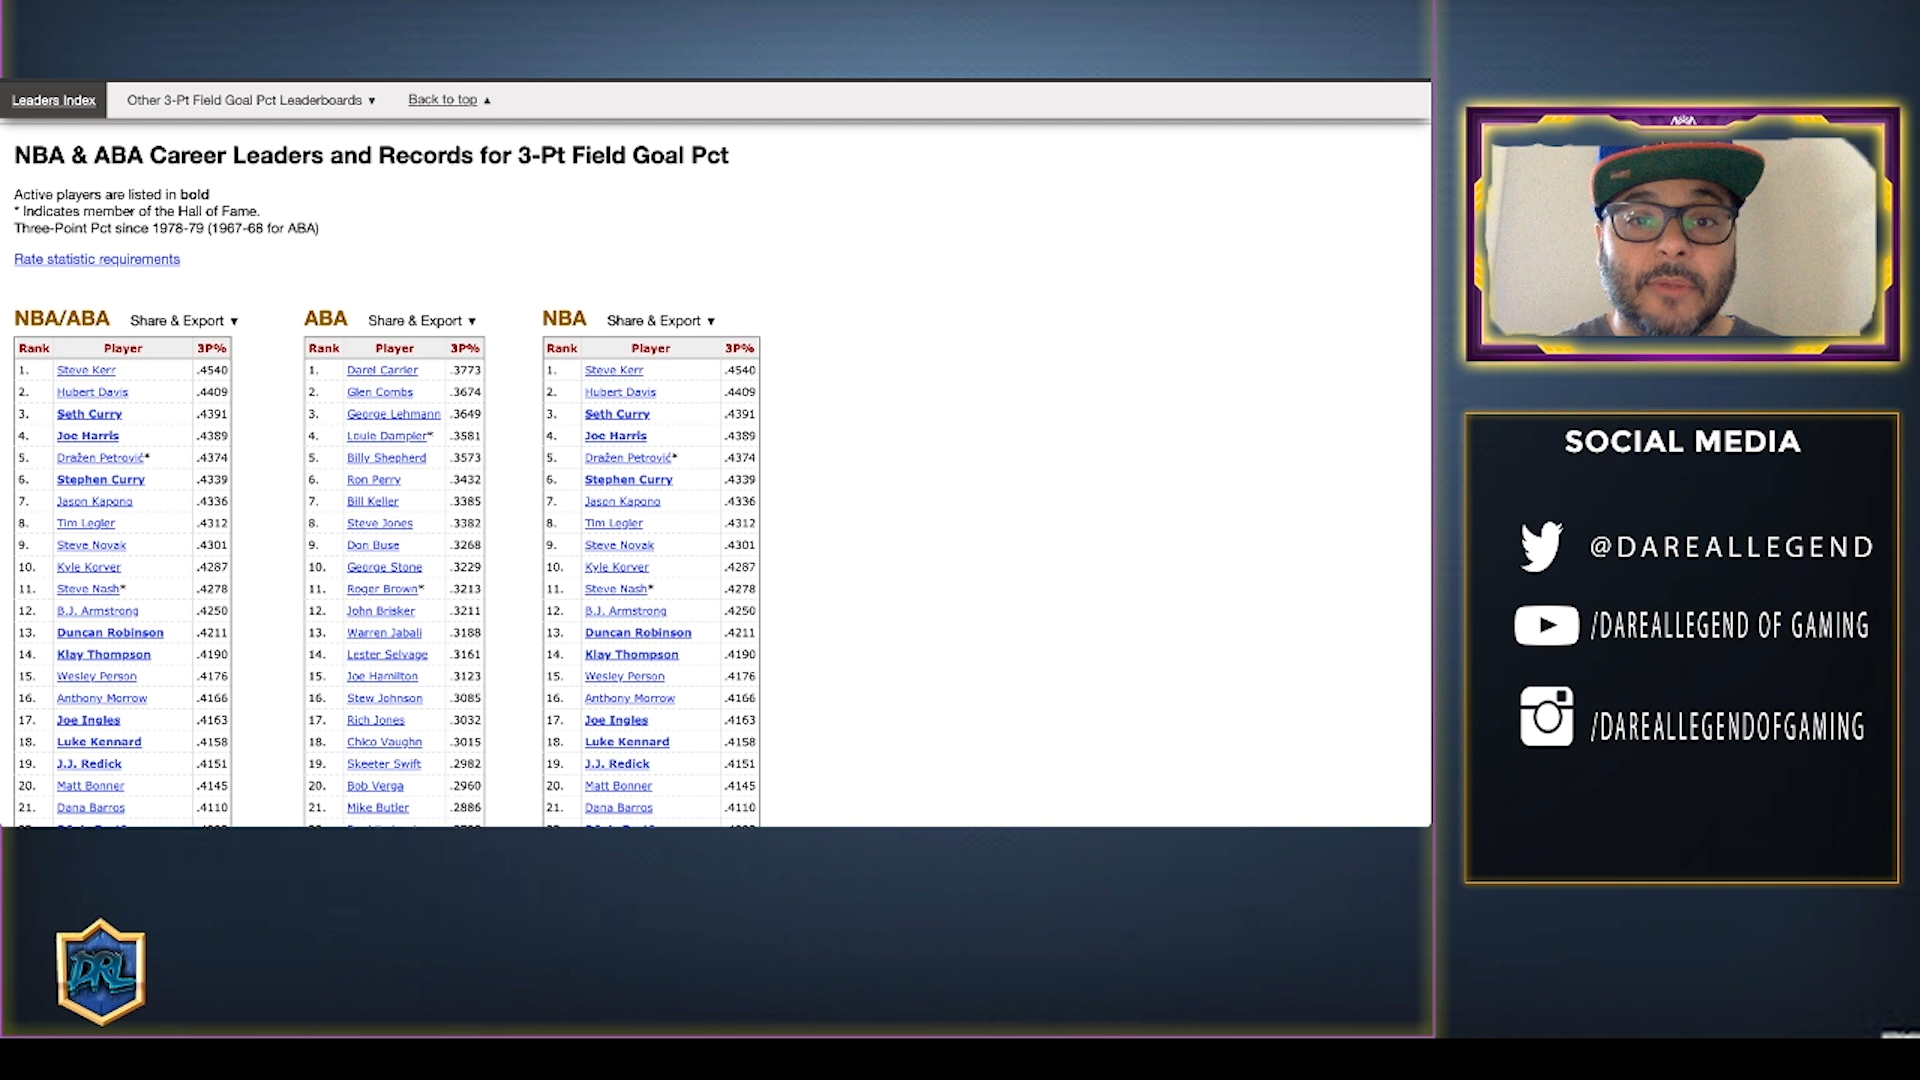 Leaders Index Other 3-Pt Field Goal Pct Leaderboards ▼ Back to top ▲
NBA & ABA Career Leaders and Records for 3-Pt Field Goal Pct
Active players are listed in bold
* Indicates member of the Hall of Fame.
Three-Point Pct since 1978-79 (1967-68 for ABA)
Rate statistic requirements
NBA/ABA Share & Export ▼
Rank Player 3P%
1. Steve Kerr .4540
2. Hubert Davis .4409
3. Seth Curry .4391
4. Joe Harris .4389
5. Dražen Petrović* .4374
6. Stephen Curry .4339
7. Jason Kapono .4336
8. Tim Legler .4312
9. Steve Novak .4301
10. Kyle Korver .4287
11. Steve Nash* .4278
12. B.J. Armstrong .4250
13. Duncan Robinson .4211
14. Klay Thompson .4190
15. Wesley Person .4176
16. Anthony Morrow .4166
17. Joe Ingles .4163
18. Luke Kennard .4158
19. J.J. Redick .4151
20. Matt Bonner .4145
21. Dana Barros .4110
ABA Share & Export ▼
Rank Player 3P%
1. Darel Carrier .3773
2. Glen Combs .3674
3. George Lehmann .3649
4. Louie Dampier* .3581
5. Billy Shepherd .3573
6. Ron Perry .3432
7. Bill Keller .3385
8. Steve Jones .3382
9. Don Buse .3268
10. George Stone .3229
11. Roger Brown* .3213
12. John Brisker .3211
13. Warren Jabali .3188
14. Lester Selvage .3161
15. Joe Hamilton .3123
16. Stew Johnson .3085
17. Rich Jones .3032
18. Chico Vaughn .3015
19. Skeeter Swift .2982
20. Bob Verga .2960
21. Mike Butler .2886
NBA Share & Export ▼
Rank Player 3P%
1. Steve Kerr .4540
2. Hubert Davis .4409
3. Seth Curry .4391
4. Joe Harris .4389
5. Dražen Petrović* .4374
6. Stephen Curry .4339
7. Jason Kapono .4336
8. Tim Legler .4312
9. Steve Novak .4301
10. Kyle Korver .4287
11. Steve Nash* .4278
12. B.J. Armstrong .4250
13. Duncan Robinson .4211
14. Klay Thompson .4190
15. Wesley Person .4176
16. Anthony Morrow .4166
17. Joe Ingles .4163
18. Luke Kennard .4158
19. J.J. Redick .4151
20. Matt Bonner .4145
21. Dana Barros .4110
SOCIAL MEDIA
@DAREALLEGEND
/DAREALLEGEND OF GAMING
/DAREALLEGENDOFGAMING
DRL